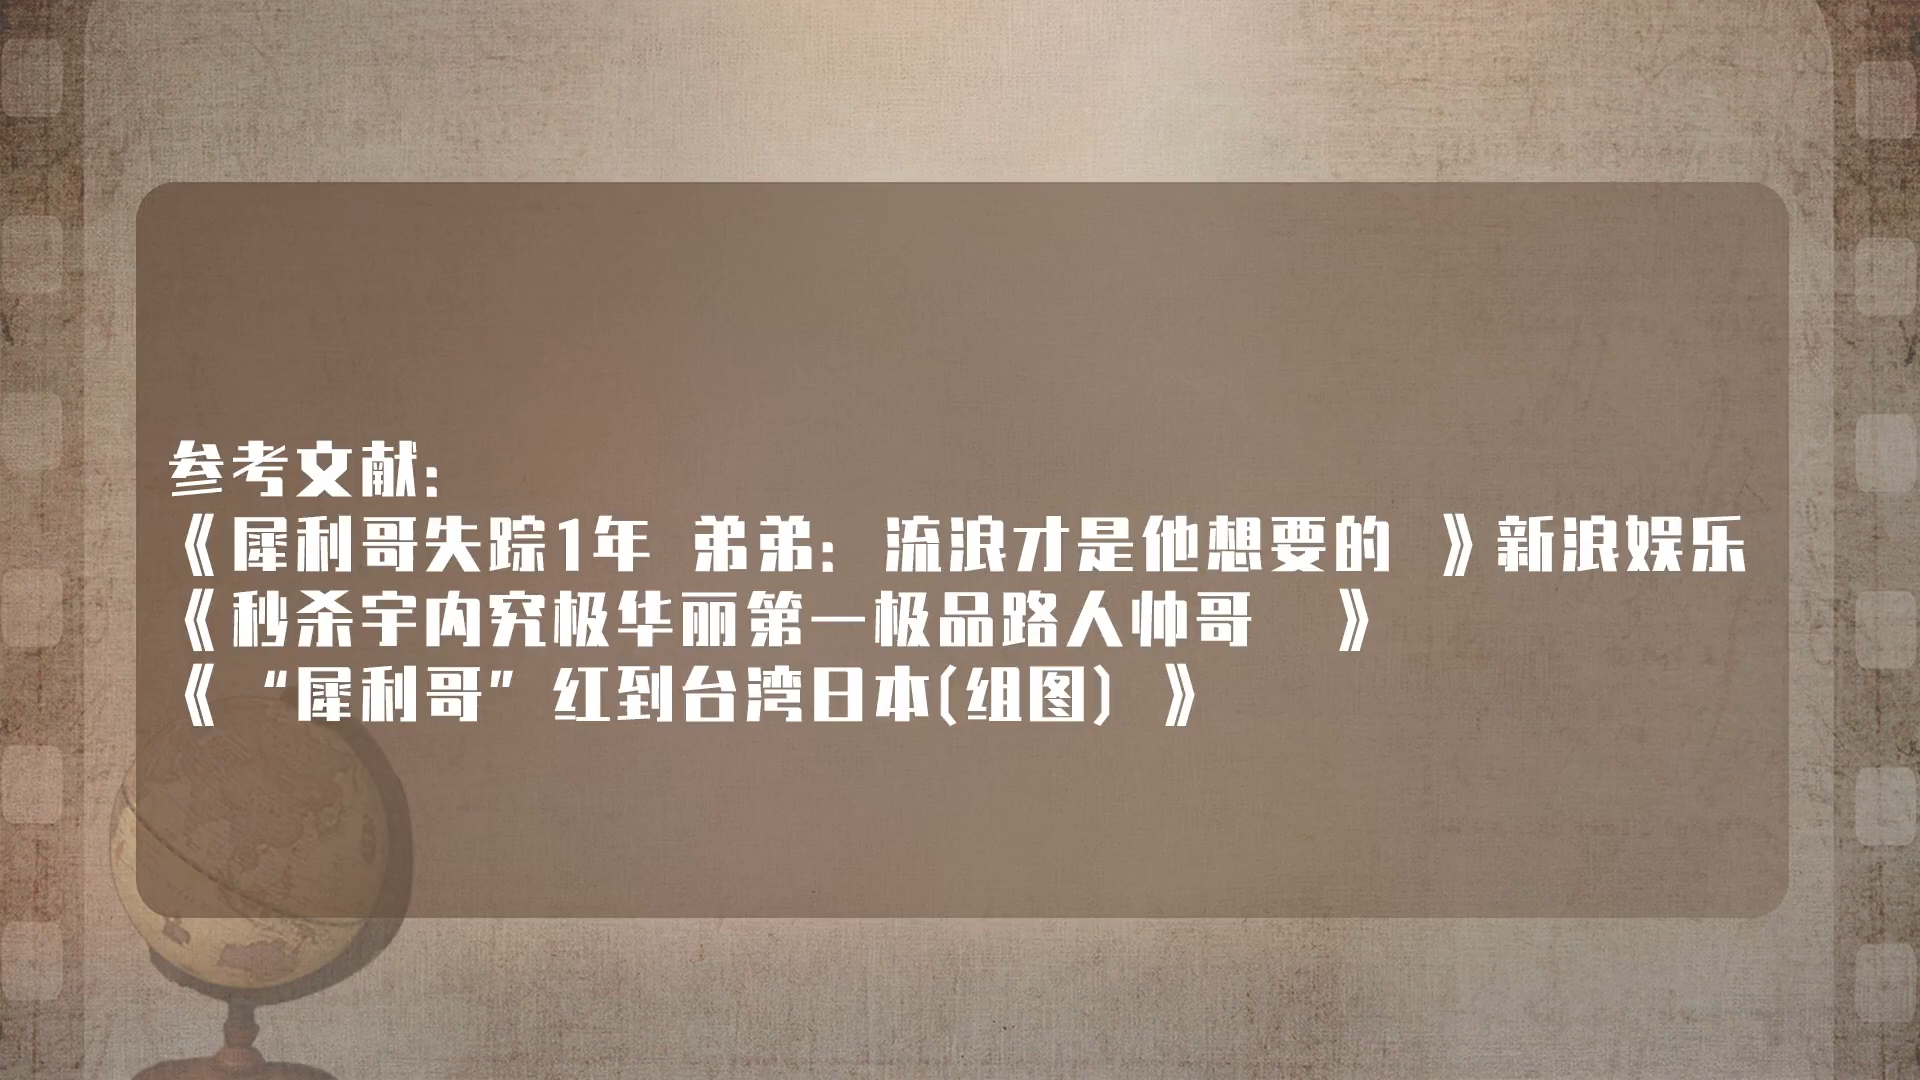 参考文献：
《犀利哥失踪1年 弟弟：流浪才是他想要的 》新浪娱乐
《秒杀宇内究极华丽第一极品路人帅哥 》
《“犀利哥”红到台湾日本(组图) 》